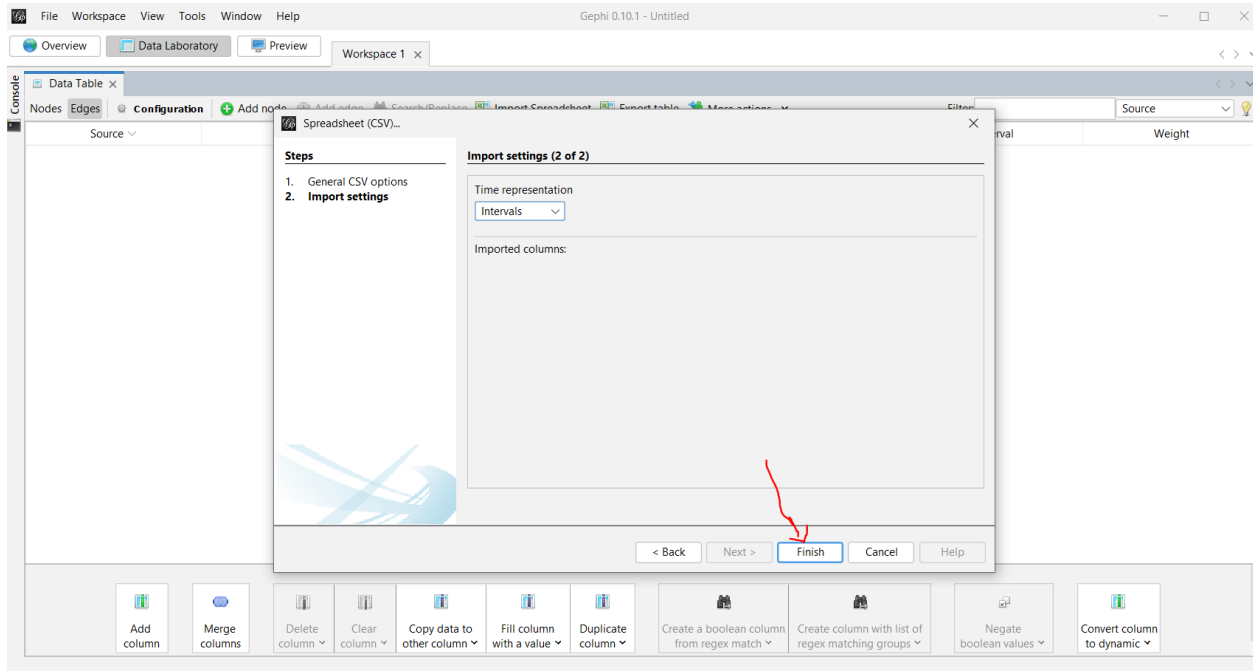 File Workspace View Tools Window Help Gephi 0.10.1 - Untitled
Overview Data Laboratory Preview Workspace 1
Console
Data Table
Nodes Edges Configuration Add node Add edge Search/Replace Import Spreadsheet Export table More actions Filter: Source
Source rval Weight
Spreadsheet (CSV)...
Steps
1. General CSV options
2. Import settings
Import settings (2 of 2)
Time representation
Intervals
Imported columns:
< Back Next > Finish Cancel Help
Add column
Merge columns
Delete column
Clear column
Copy data to other column
Fill column with a value
Duplicate column
Create a boolean column from regex match
Create column with list of regex matching groups
Negate boolean values
Convert column to dynamic